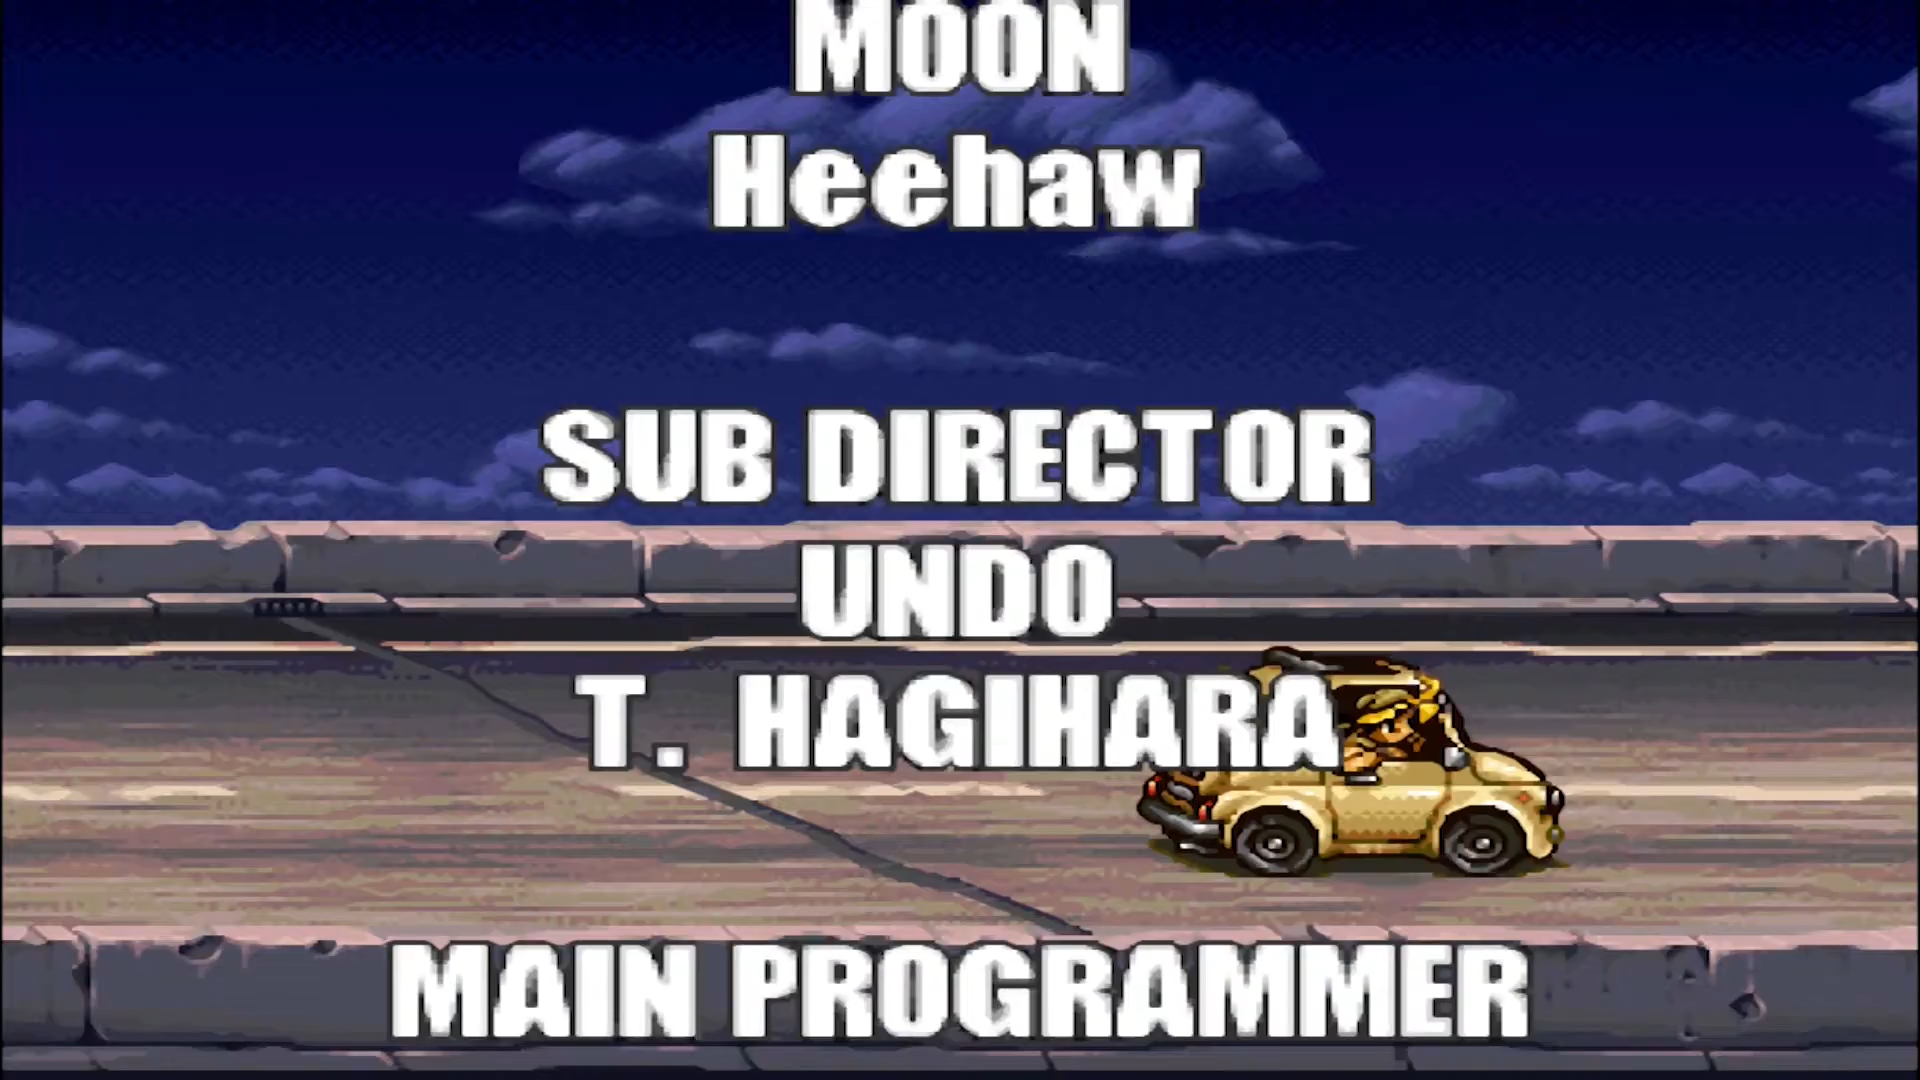 MOON
Heehaw
SUB DIRECTOR
UNDO
T. HAGIHARA
MAIN PROGRAMMER